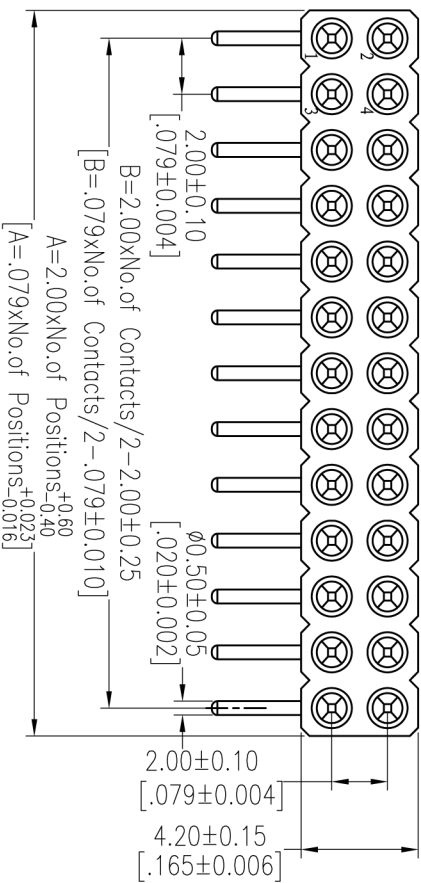 1
2
3
4
2.00±0.10
[.079±0.004]
B=2.00xNo.of Contacts/2-2.00±0.25
[B=.079xNo.of Contacts/2-.079±0.010]
A=2.00xNo.of Positions+0.60 -0.40
[A=.079xNo.of Positions+0.023 -0.016]
ø0.50±0.05
[.020±0.002]
2.00±0.10
[.079±0.004]
4.20±0.15
[.165±0.006]